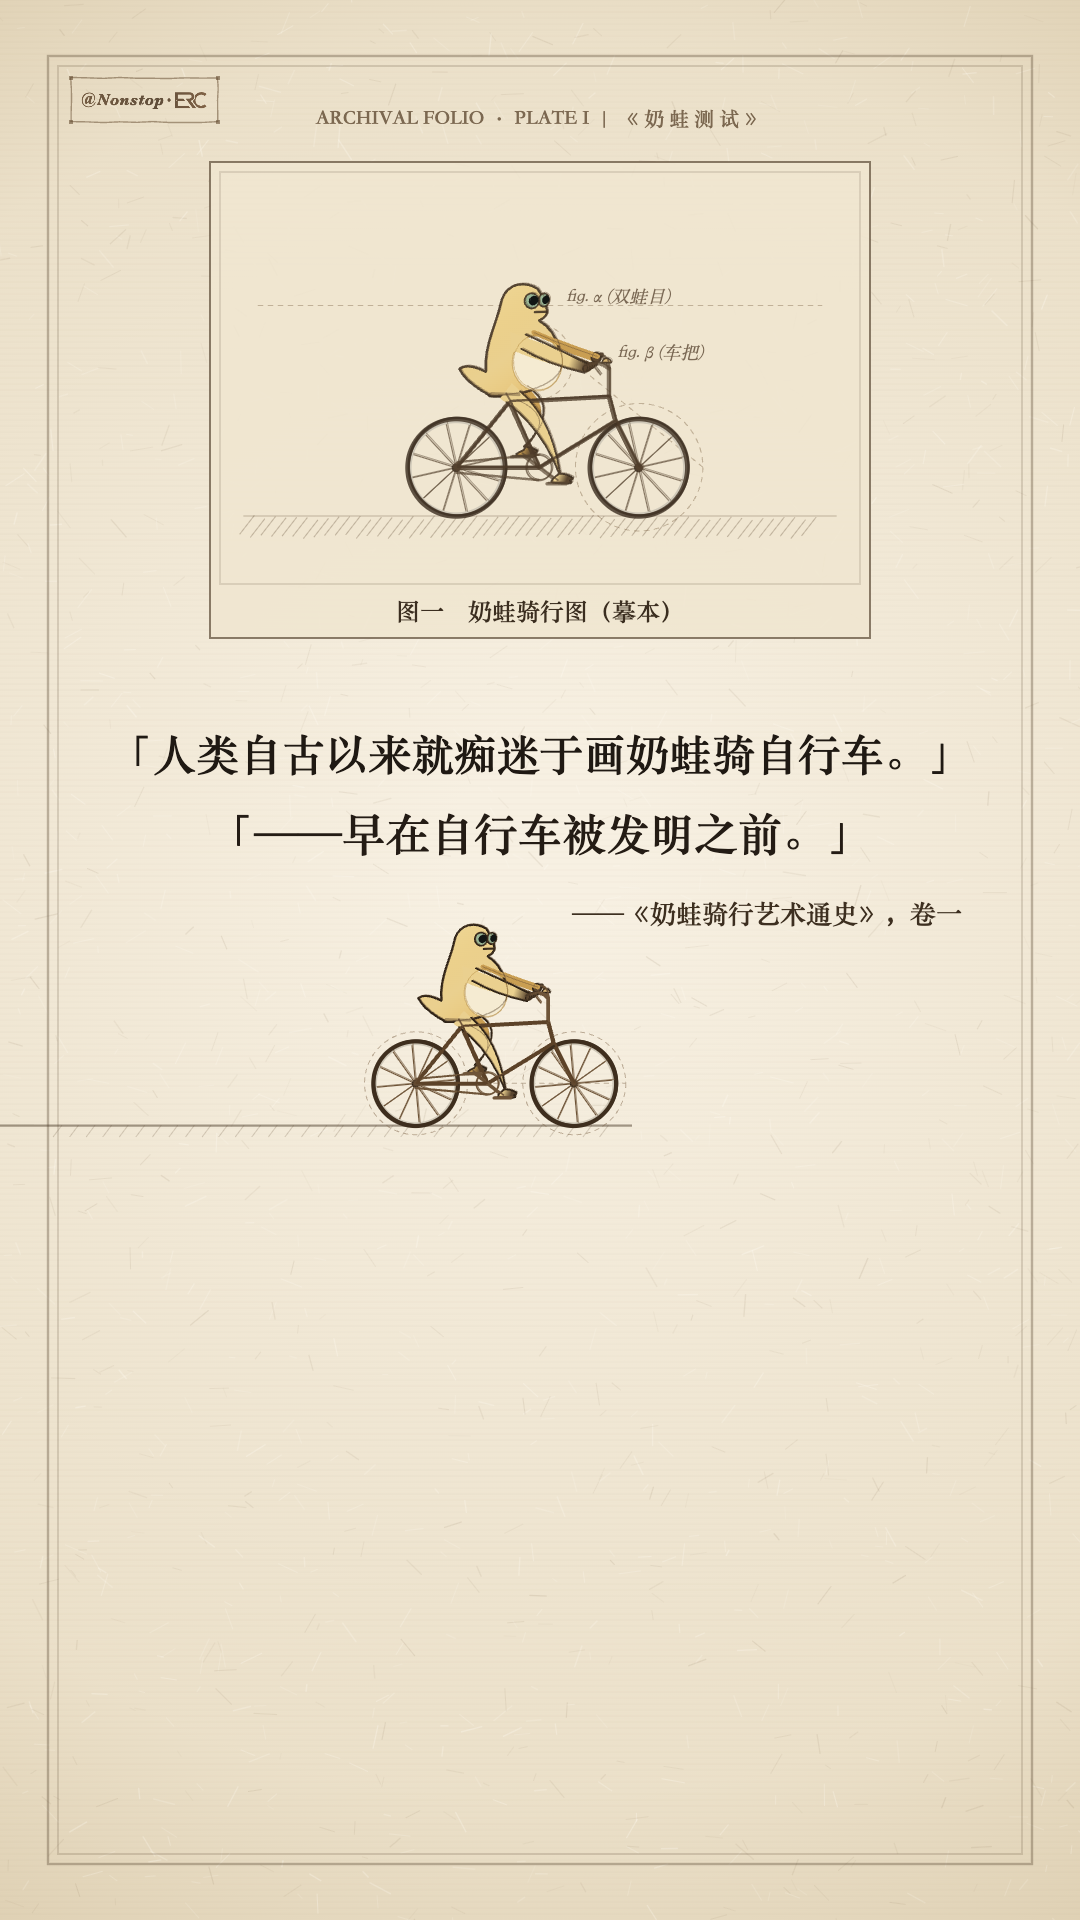 @Nonstop·ERC
ARCHIVAL FOLIO · PLATE I | 《奶蛙测试》
fig. α (双蛙目)
fig. β (车把)
图一　奶蛙骑行图（摹本）
「人类自古以来就痴迷于画奶蛙骑自行车。」
「——早在自行车被发明之前。」
——《奶蛙骑行艺术通史》，卷一